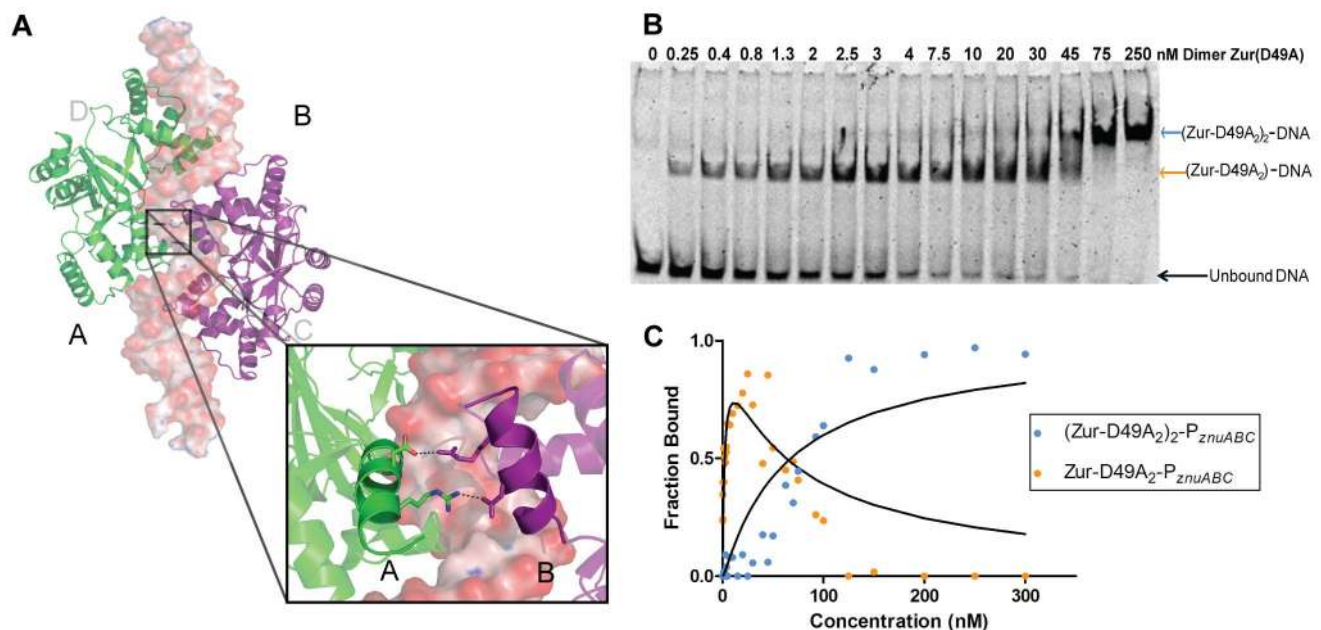 A
D
B
A
C
A
B
B
0 0.25 0.4 0.8 1.3 2 2.5 3 4 7.5 10 20 30 45 75 250 nM Dimer Zur(D49A)
(Zur-D49A₂)₂-DNA
(Zur-D49A₂)-DNA
Unbound DNA
C
1.0
0.5
0.0
0 100 200 300
Fraction Bound
Concentration (nM)
(Zur-D49A₂)₂-PznuABC
Zur-D49A₂-PznuABC